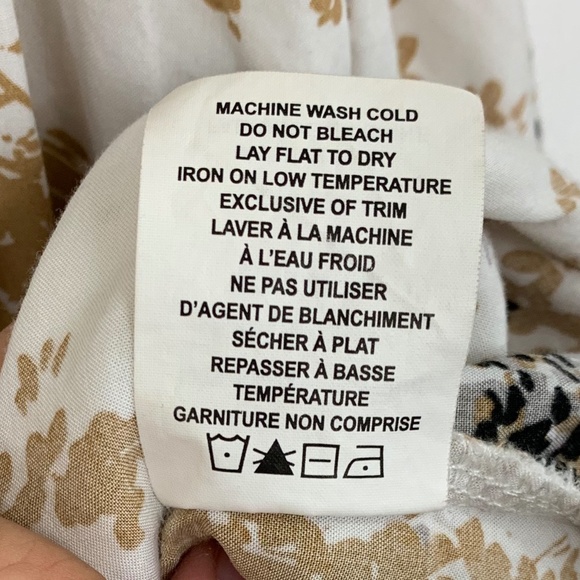 MACHINE WASH COLD
DO NOT BLEACH
LAY FLAT TO DRY
IRON ON LOW TEMPERATURE
EXCLUSIVE OF TRIM
LAVER À LA MACHINE
À L'EAU FROID
NE PAS UTILISER
D'AGENT DE BLANCHIMENT
SÉCHER À PLAT
REPASSER À BASSE
TEMPÉRATURE
GARNITURE NON COMPRISE